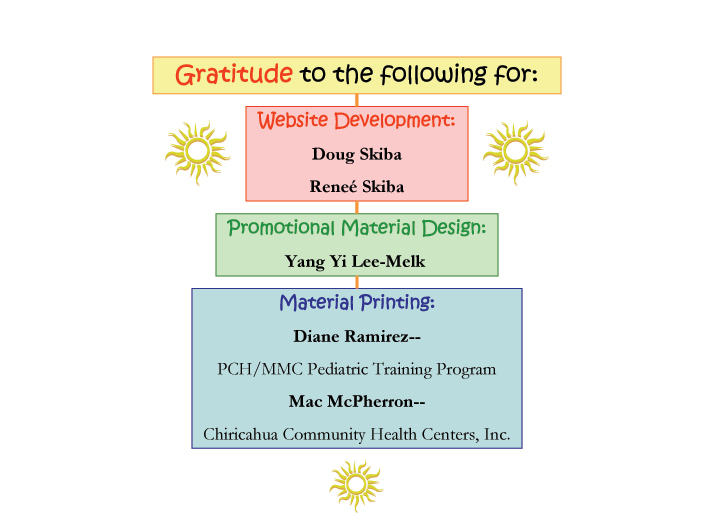 Gratitude to the following for:
Website Development:
Doug Skiba
Reneé Skiba
Promotional Material Design:
Yang Yi Lee-Melk
Material Printing:
Diane Ramirez--
PCH/MMC Pediatric Training Program
Mac McPherron--
Chiricahua Community Health Centers, Inc.